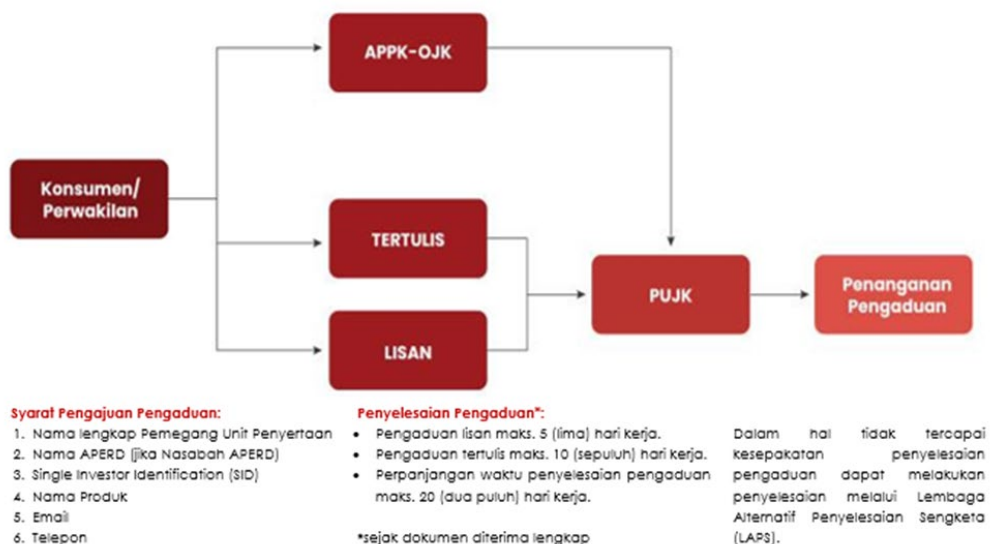 APPK-OJK
Konsumen/
Perwakilan
TERTULIS
LISAN
PUJK
Penanganan
Pengaduan
Syarat Pengajuan Pengaduan:
1. Nama lengkap Pemegang Unit Penyertaan
2. Nama APERD (jika Nasabah APERD)
3. Single Investor Identification (SID)
4. Nama Produk
5. Email
6. Telepon
Penyelesaian Pengaduan*:
• Pengaduan lisan maks. 5 (lima) hari kerja.
• Pengaduan tertulis maks. 10 (sepuluh) hari kerja.
• Perpanjangan waktu penyelesaian pengaduan
maks. 20 (dua puluh) hari kerja.
*sejak dokumen diterima lengkap
Dalam hal tidak tercapai
kesepakatan penyelesaian
pengaduan dapat melakukan
penyelesaian melalui Lembaga
Alternatif Penyelesaian Sengketa
(LAPS).